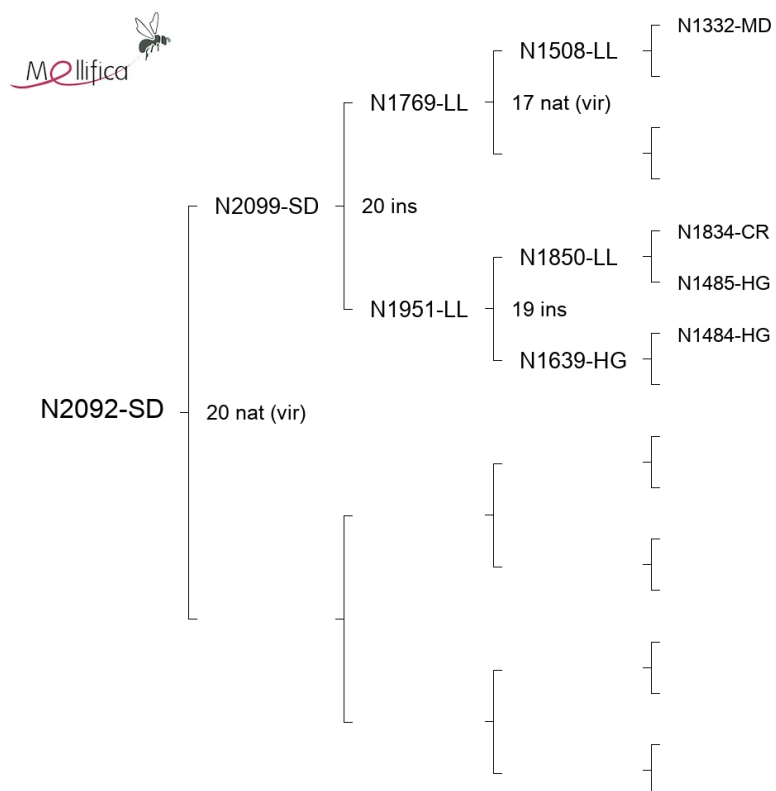 Mellifica
N1332-MD
N1508-LL
N1769-LL
17 nat (vir)
N2099-SD
20 ins
N1834-CR
N1850-LL
N1485-HG
N1951-LL
19 ins
N1484-HG
N1639-HG
N2092-SD
20 nat (vir)